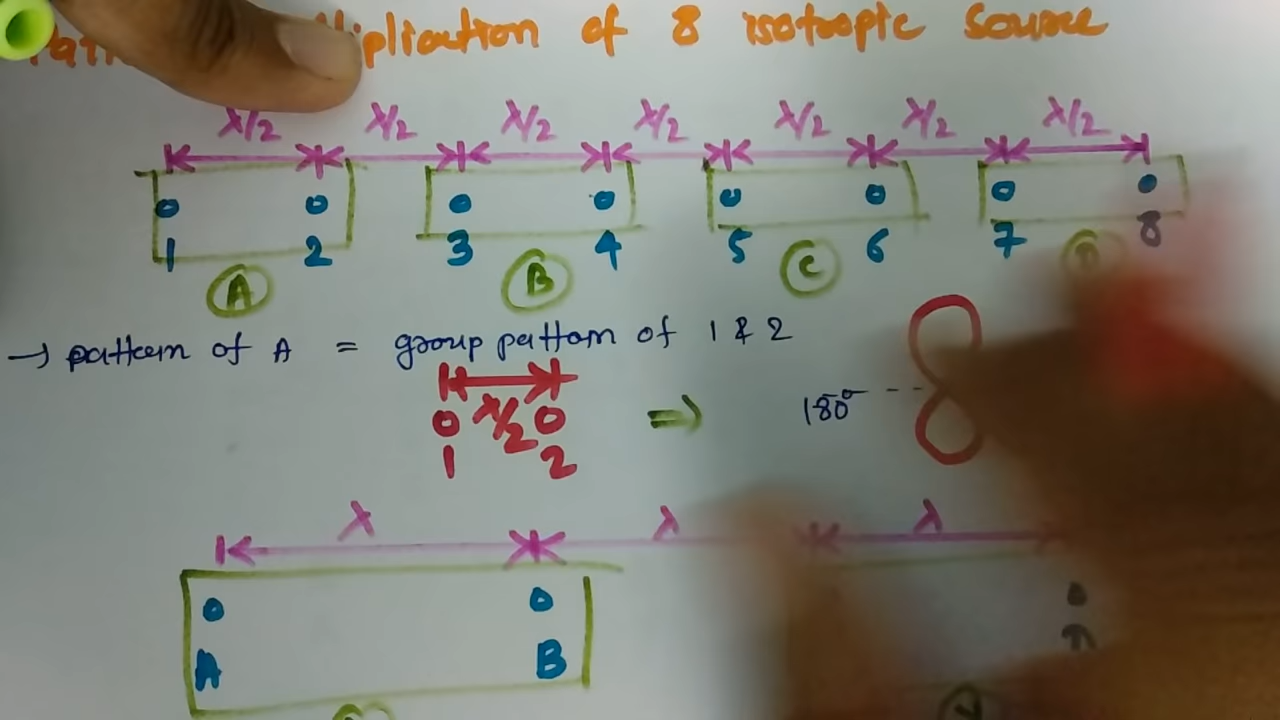 of 8 isotropic source
λ/2 λ/2 λ/2 λ/2 λ/2 λ/2 λ/2
1 2 3 4 5 6 7 8
A B C
→ pattern of A = group pattern of 1 & 2
λ/2
1 2
⇒ 180°
λ λ λ
A B